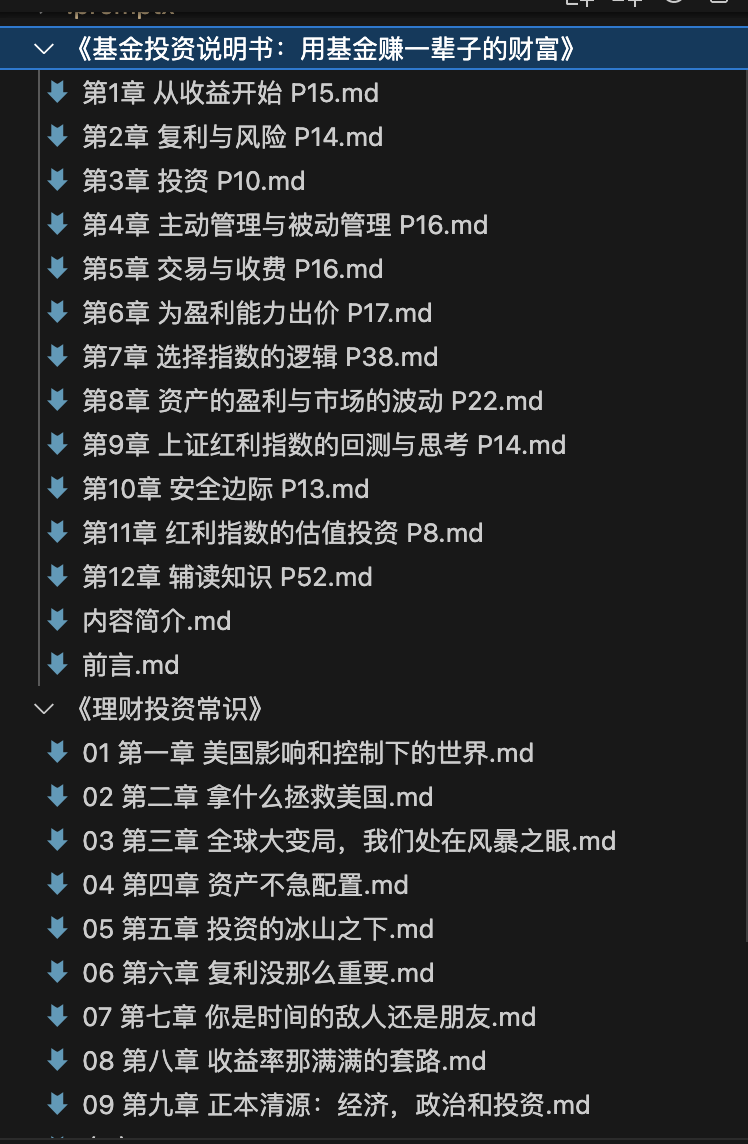 《基金投资说明书：用基金赚一辈子的财富》
第1章 从收益开始 P15.md
第2章 复利与风险 P14.md
第3章 投资 P10.md
第4章 主动管理与被动管理 P16.md
第5章 交易与收费 P16.md
第6章 为盈利能力出价 P17.md
第7章 选择指数的逻辑 P38.md
第8章 资产的盈利与市场的波动 P22.md
第9章 上证红利指数的回测与思考 P14.md
第10章 安全边际 P13.md
第11章 红利指数的估值投资 P8.md
第12章 辅读知识 P52.md
内容简介.md
前言.md
《理财投资常识》
01 第一章 美国影响和控制下的世界.md
02 第二章 拿什么拯救美国.md
03 第三章 全球大变局，我们处在风暴之眼.md
04 第四章 资产不急配置.md
05 第五章 投资的冰山之下.md
06 第六章 复利没那么重要.md
07 第七章 你是时间的敌人还是朋友.md
08 第八章 收益率那满满的套路.md
09 第九章 正本清源：经济，政治和投资.md